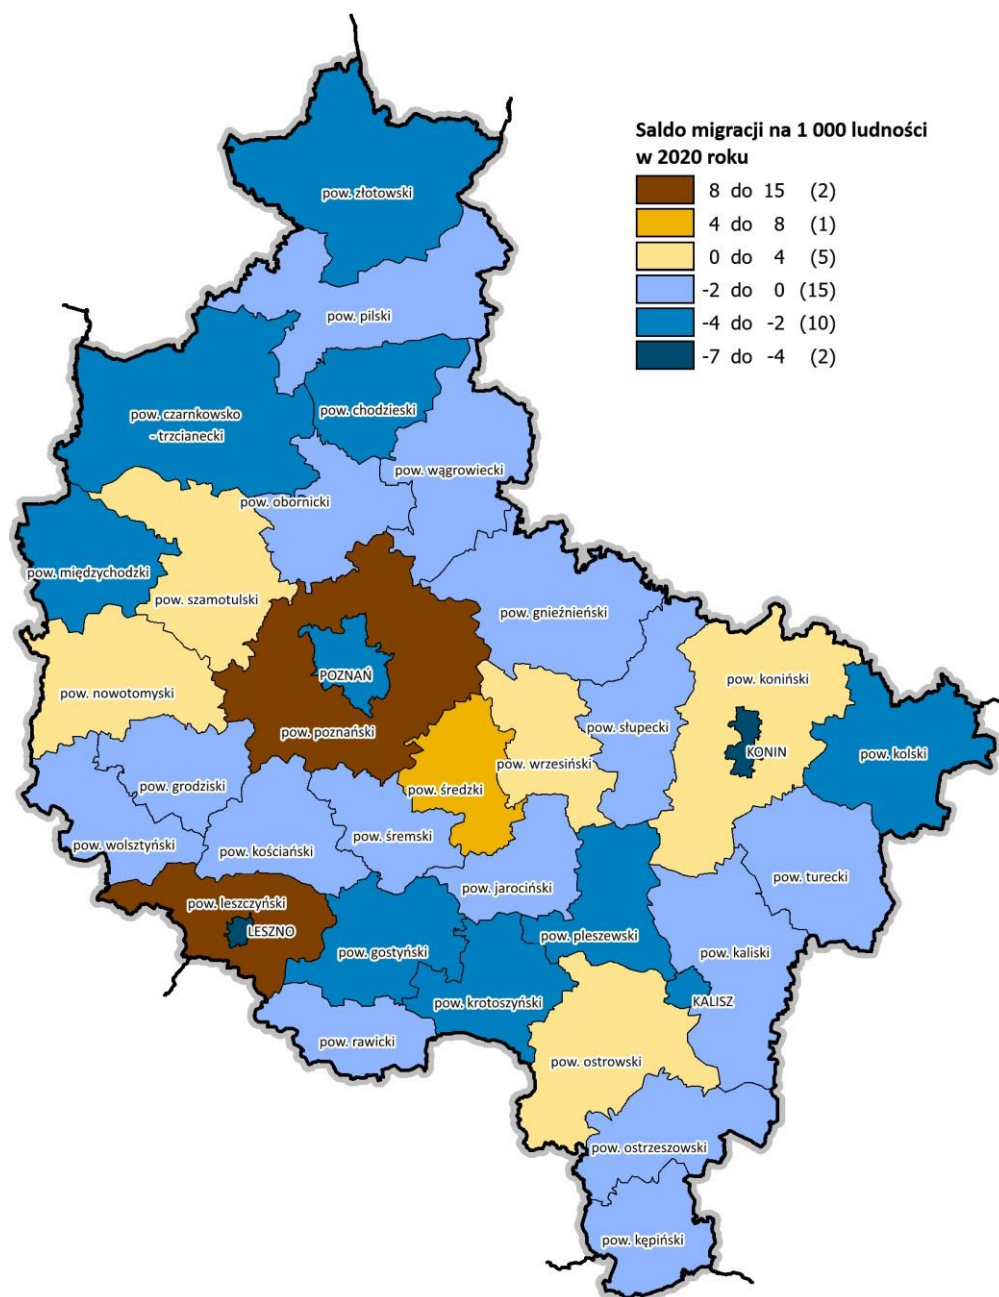 Saldo migracji na 1 000 ludności
w 2020 roku
8 do 15 (2)
4 do 8 (1)
0 do 4 (5)
-2 do 0 (15)
-4 do -2 (10)
-7 do -4 (2)
pow. złotowski
pow. pilski
pow. czarnkowsko
- trzcianecki
pow. chodzieski
pow. wągrowiecki
pow. obornicki
pow. międzychodzki
pow. szamotulski
pow. gnieźnieński
POZNAŃ
pow. koniński
pow. nowotomyski
pow. poznański
pow. słupecki
KONIN
pow. kolski
pow. wrzesiński
pow. grodziski
pow. średzki
pow. śremski
pow. wolsztyński
pow. kościański
pow. turecki
pow. jarociński
pow. leszczyński
LESZNO
pow. pleszewski
pow. gostyński
pow. kaliski
pow. krotoszyński
KALISZ
pow. rawicki
pow. ostrowski
pow. ostrzeszowski
pow. kępiński